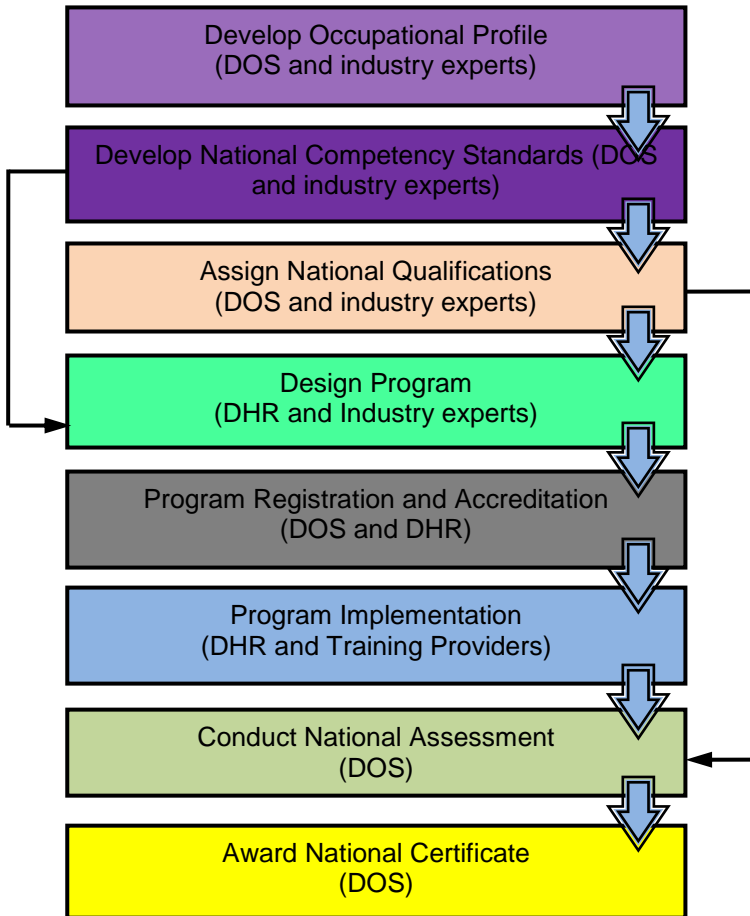 Develop Occupational Profile
(DOS and industry experts)
Develop National Competency Standards (DOS
and industry experts)
Assign National Qualifications
(DOS and industry experts)
Design Program
(DHR and Industry experts)
Program Registration and Accreditation
(DOS and DHR)
Program Implementation
(DHR and Training Providers)
Conduct National Assessment
(DOS)
Award National Certificate
(DOS)